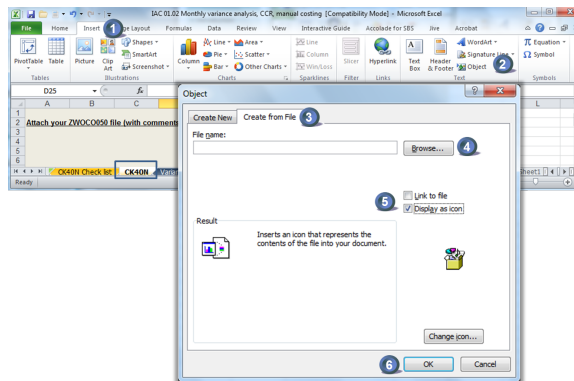 IAC 01.02 Monthly variance analysis, CCR, manual costing [Compatibility Mode] - Microsoft Excel
File Home Insert 1 ge Layout Formulas Data Review View Interactive Guide Accolade for SBS Jive Acrobat
PivotTable Table Picture Clip Art Shapes SmartArt Screenshot Column Line Pie Bar Area Scatter Other Charts Line Column Win/Loss Slicer Hyperlink Text Box Header & Footer WordArt Signature Line Object 2 Equation Symbol
Tables Illustrations Charts Sparklines Filter Links Text Symbols
D25 fx
A B C L
1
2 Attach your ZWOCO050 file (with comment
3
4
5
6
CK40N Check list CK40N Varia Sheet1
Ready
Object
Create New Create from File 3
File name:
Browse... 4
5 Link to file
Display as icon
Result
Inserts an icon that represents the
contents of the file into your document.
Change icon...
6 OK Cancel